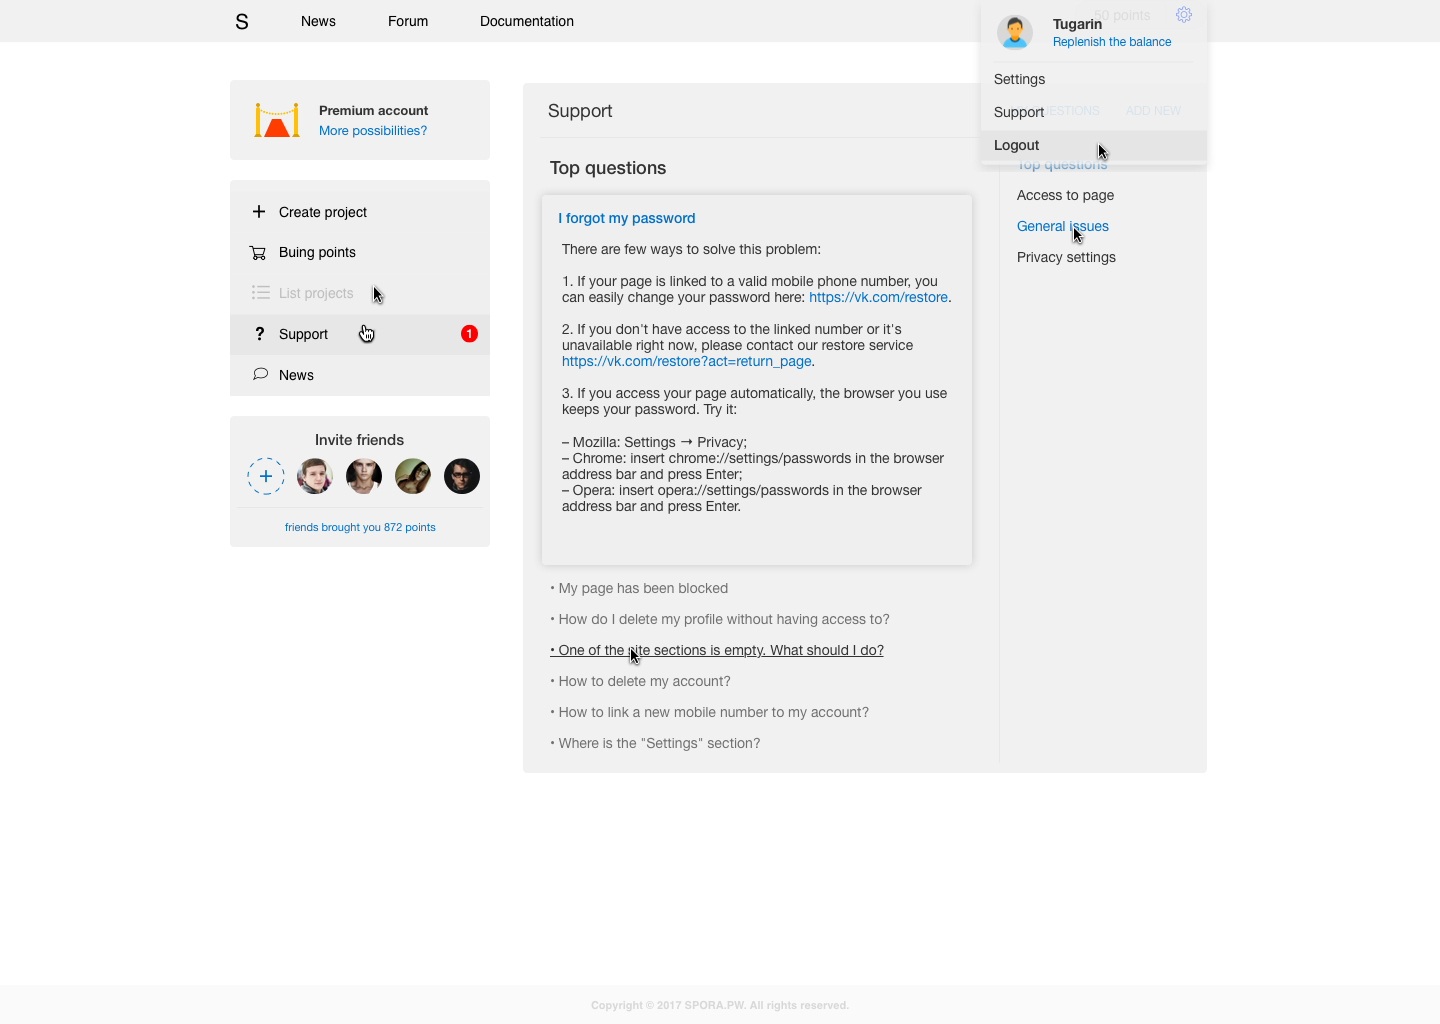 S
News
Forum
Documentation
50 points
Tugarin
Replenish the balance
Settings
Support
Logout
Premium account
More possibilities?
Create project
Buing points
List projects
Support
1
News
Invite friends
friends brought you 872 points
Support
ADD NEW
Top questions
I forgot my password
There are few ways to solve this problem:
1. If your page is linked to a valid mobile phone number, you
can easily change your password here: https://vk.com/restore.
2. If you don't have access to the linked number or it's
unavailable right now, please contact our restore service
https://vk.com/restore?act=return_page.
3. If you access your page automatically, the browser you use
keeps your password. Try it:
– Mozilla: Settings → Privacy;
– Chrome: insert chrome://settings/passwords in the browser
address bar and press Enter;
– Opera: insert opera://settings/passwords in the browser
address bar and press Enter.
• My page has been blocked
• How do I delete my profile without having access to?
• One of the site sections is empty. What should I do?
• How to delete my account?
• How to link a new mobile number to my account?
• Where is the "Settings" section?
Top questions
Access to page
General issues
Privacy settings
Copyright © 2017 SPORA.PW. All rights reserved.